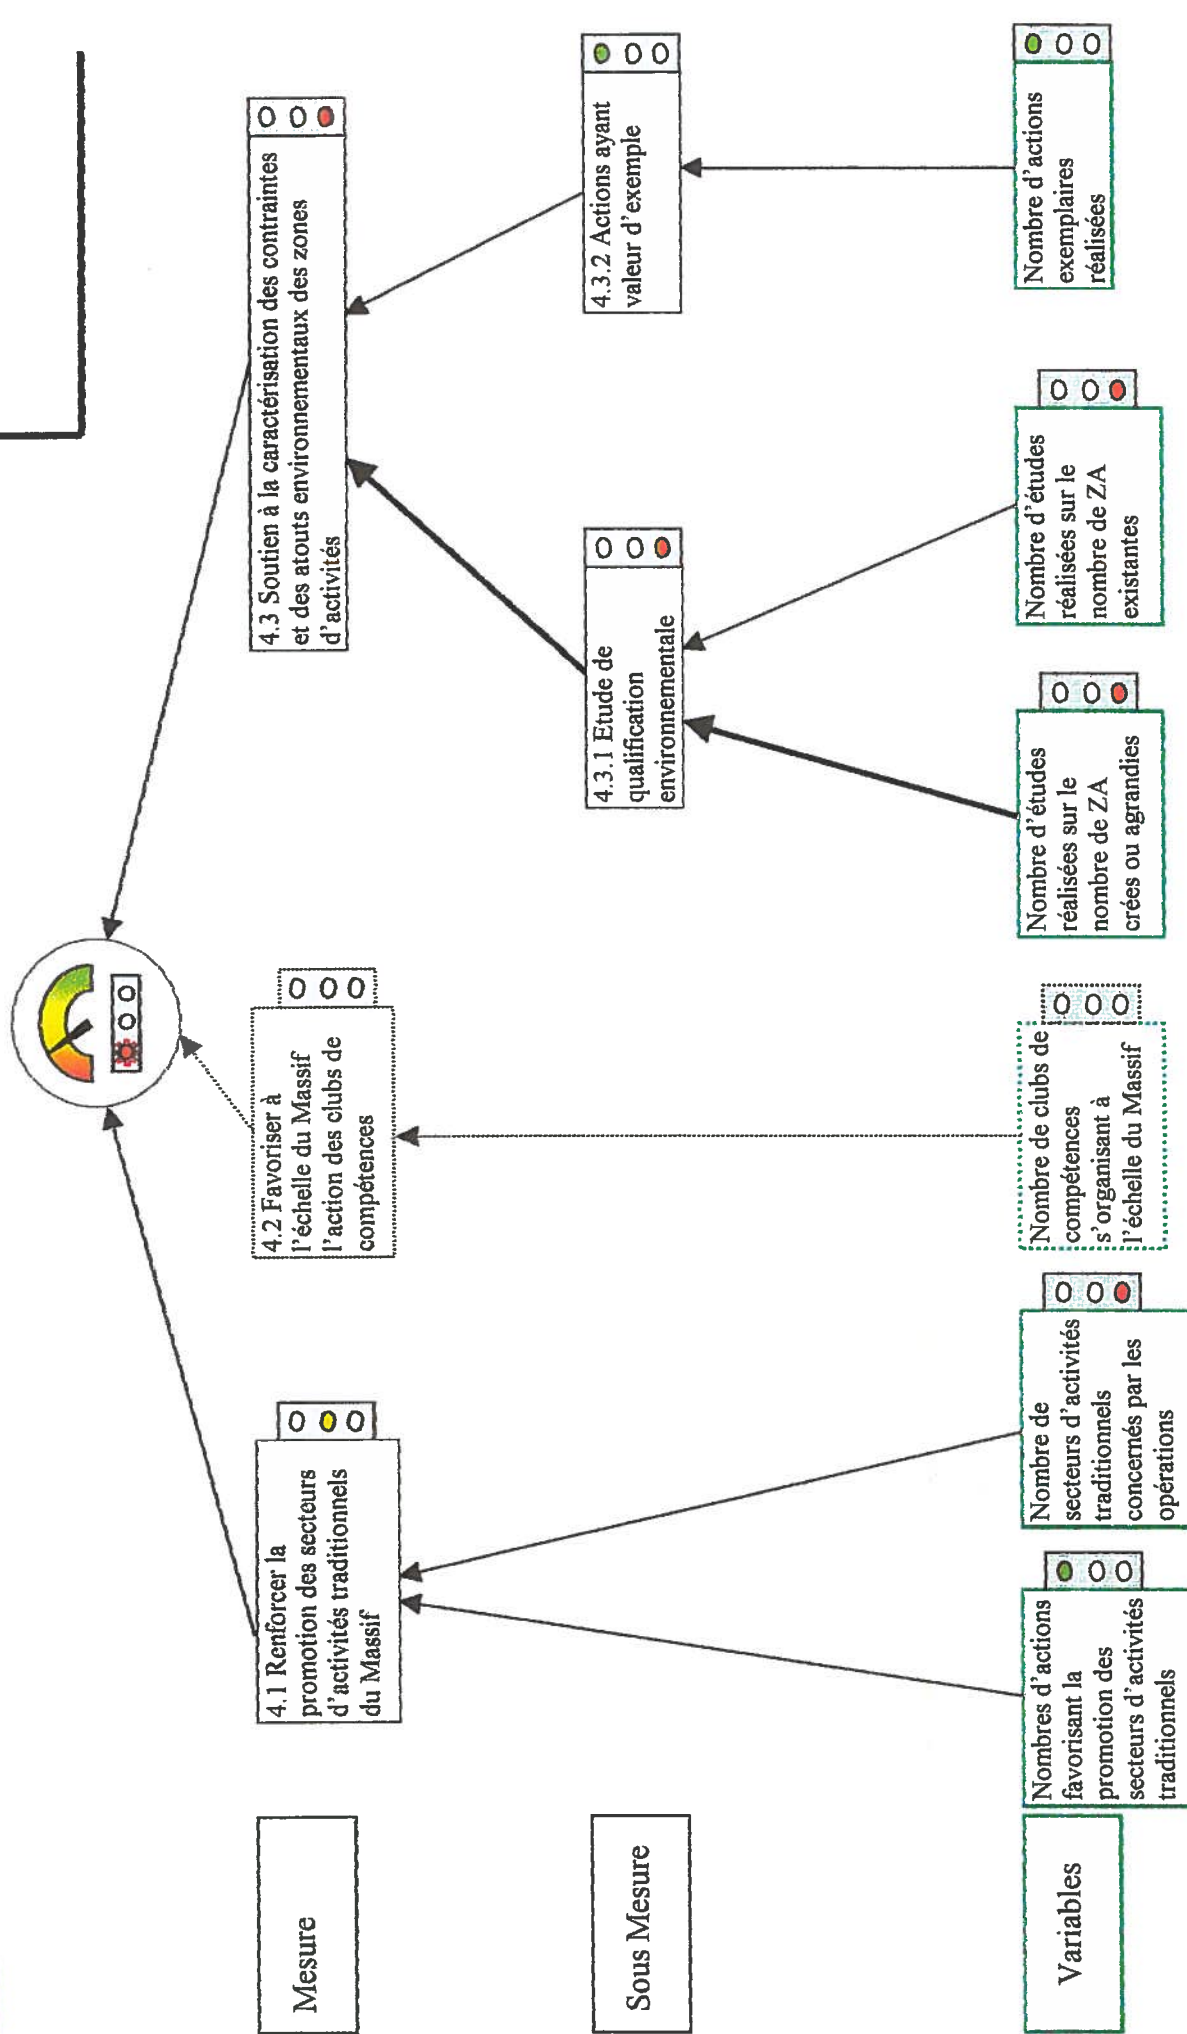 Mesure
4.1 Renforcer la
promotion des secteurs
d'activités traditionnels
du Massif
4.2 Favoriser à
l'échelle du Massif
l'action des clubs de
compétences
4.3 Soutien à la caractérisation des contraintes
et des atouts environnementaux des zones
d'activités
Sous Mesure
4.3.1 Etude de
qualification
environnementale
4.3.2 Actions ayant
valeur d'exemple
Variables
Nombres d'actions
favorisant la
promotion des
secteurs d'activités
traditionnels
Nombre de
secteurs d'activités
traditionnels
concernés par les
opérations
Nombre de clubs de
compétences
s'organisant à
l'échelle du Massif
Nombre d'études
réalisées sur le
nombre de ZA
crées ou agrandies
Nombre d'études
réalisées sur le
nombre de ZA
existantes
Nombre d'actions
exemplaires
réalisées